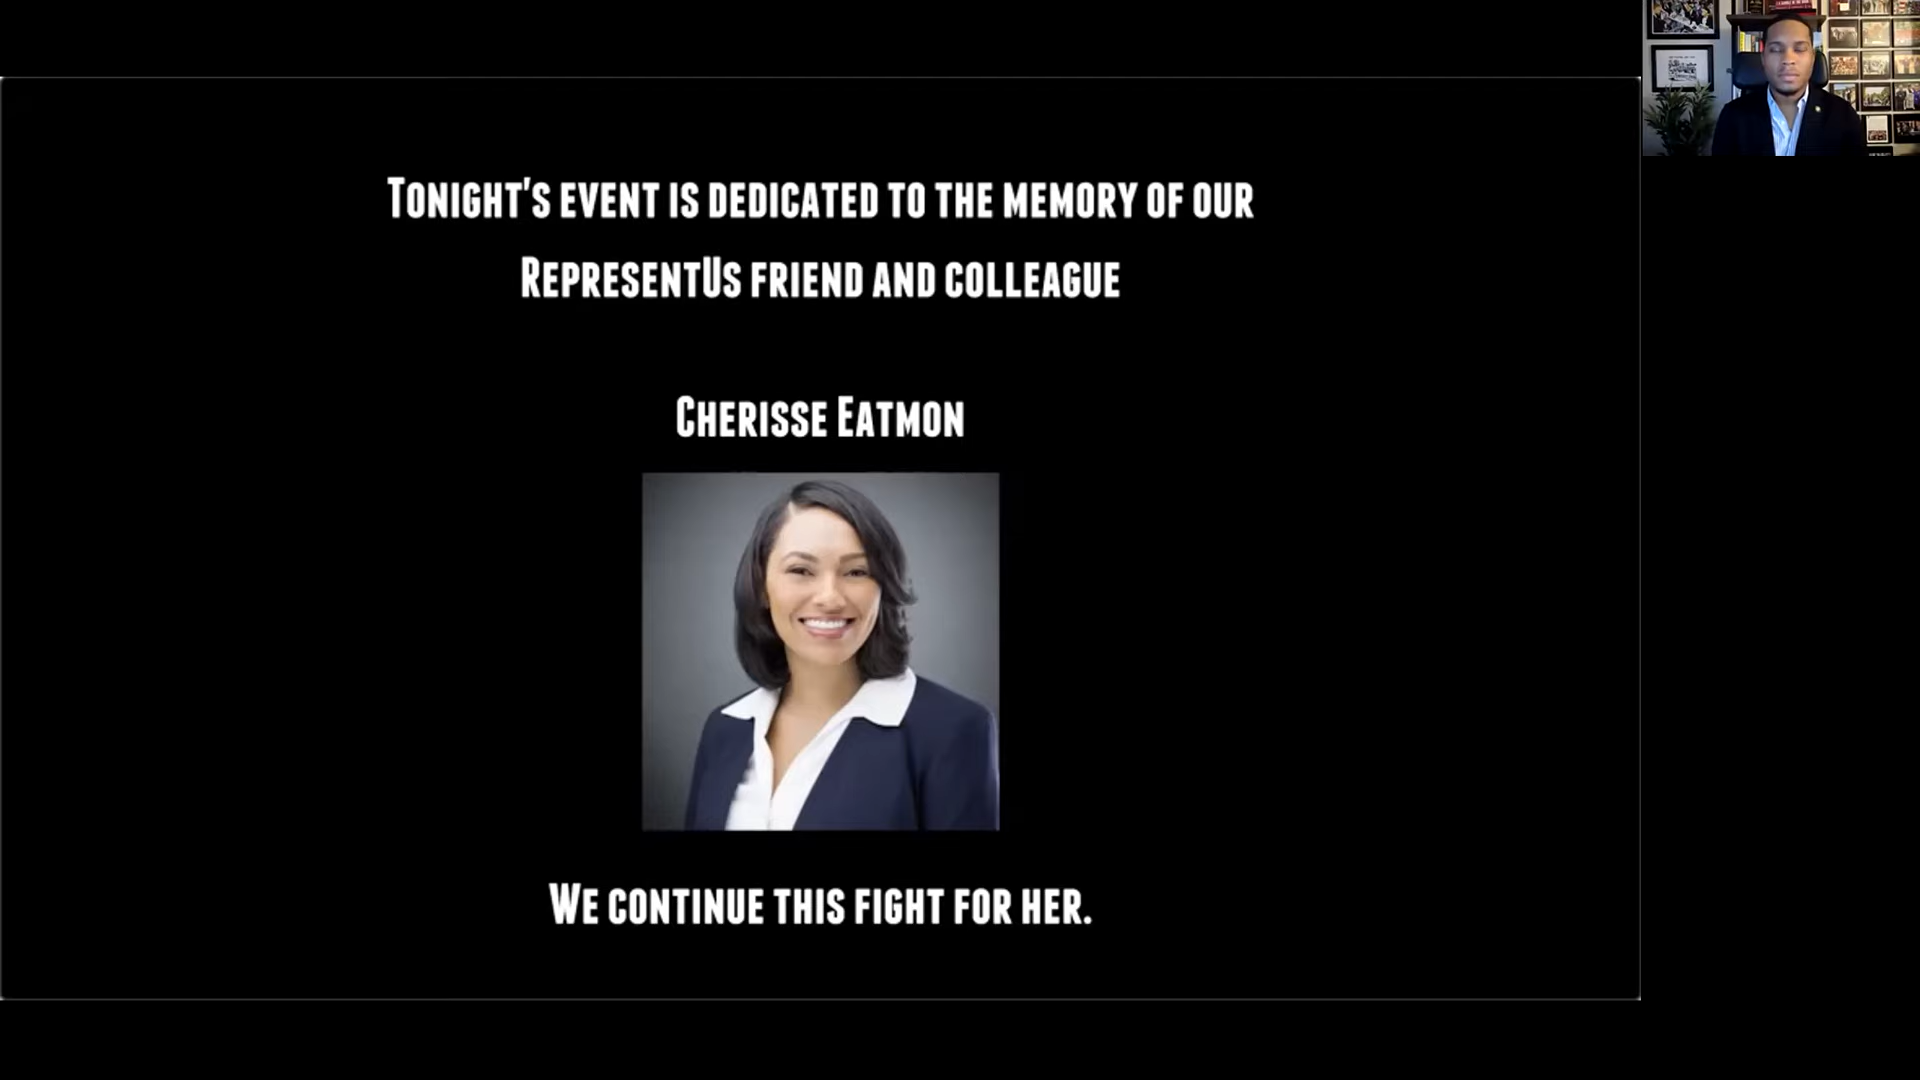 Tonight's event is dedicated to the memory of our
RepresentUs friend and colleague
Cherisse Eatmon
We continue this fight for her.